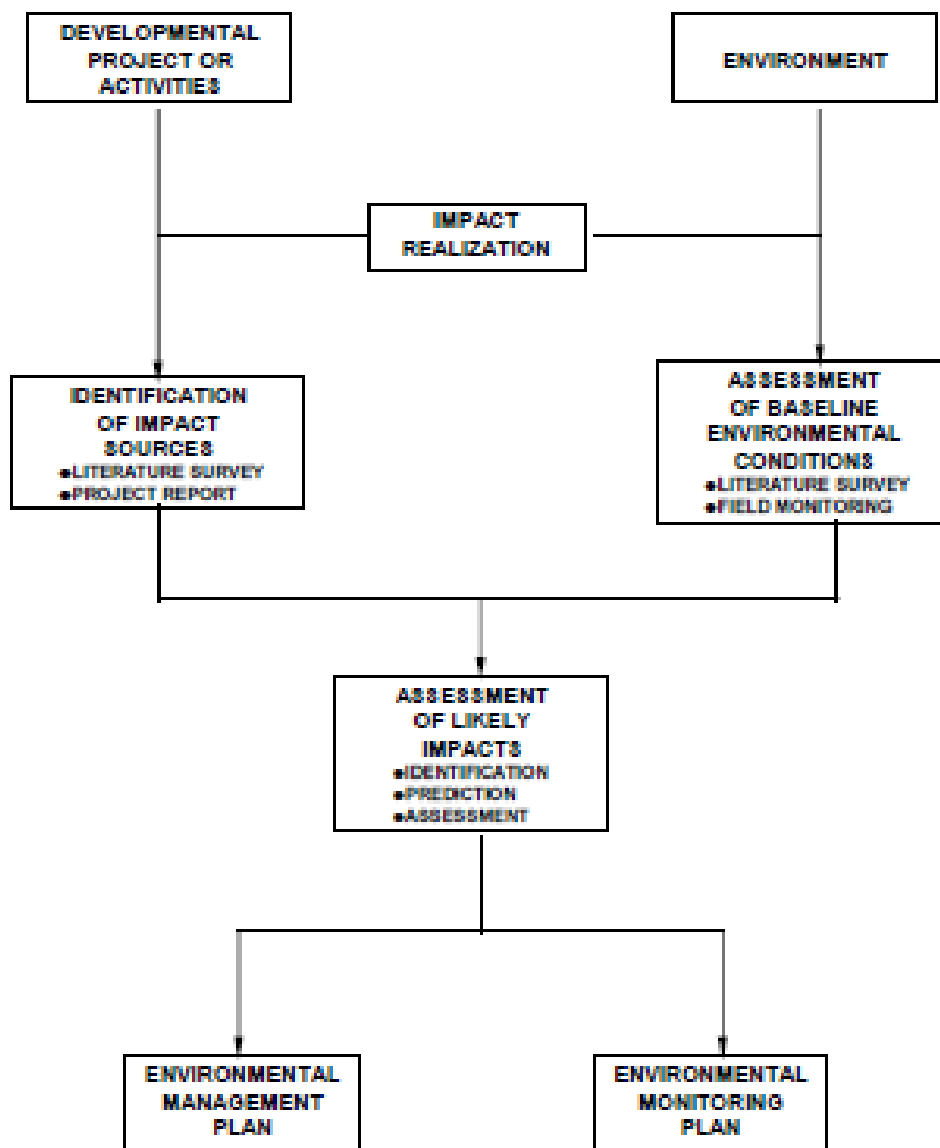 DEVELOPMENTAL
PROJECT OR
ACTIVITIES
ENVIRONMENT
IMPACT
REALIZATION
IDENTIFICATION
OF IMPACT
SOURCES
●LITERATURE SURVEY
●PROJECT REPORT
ASSESSMENT
OF BASELINE
ENVIRONMENTAL
CONDITIONS
●LITERATURE SURVEY
●FIELD MONITORING
ASSESSMENT
OF LIKELY
IMPACTS
●IDENTIFICATION
●PREDICTION
●ASSESSMENT
ENVIRONMENTAL
MANAGEMENT
PLAN
ENVIRONMENTAL
MONITORING
PLAN